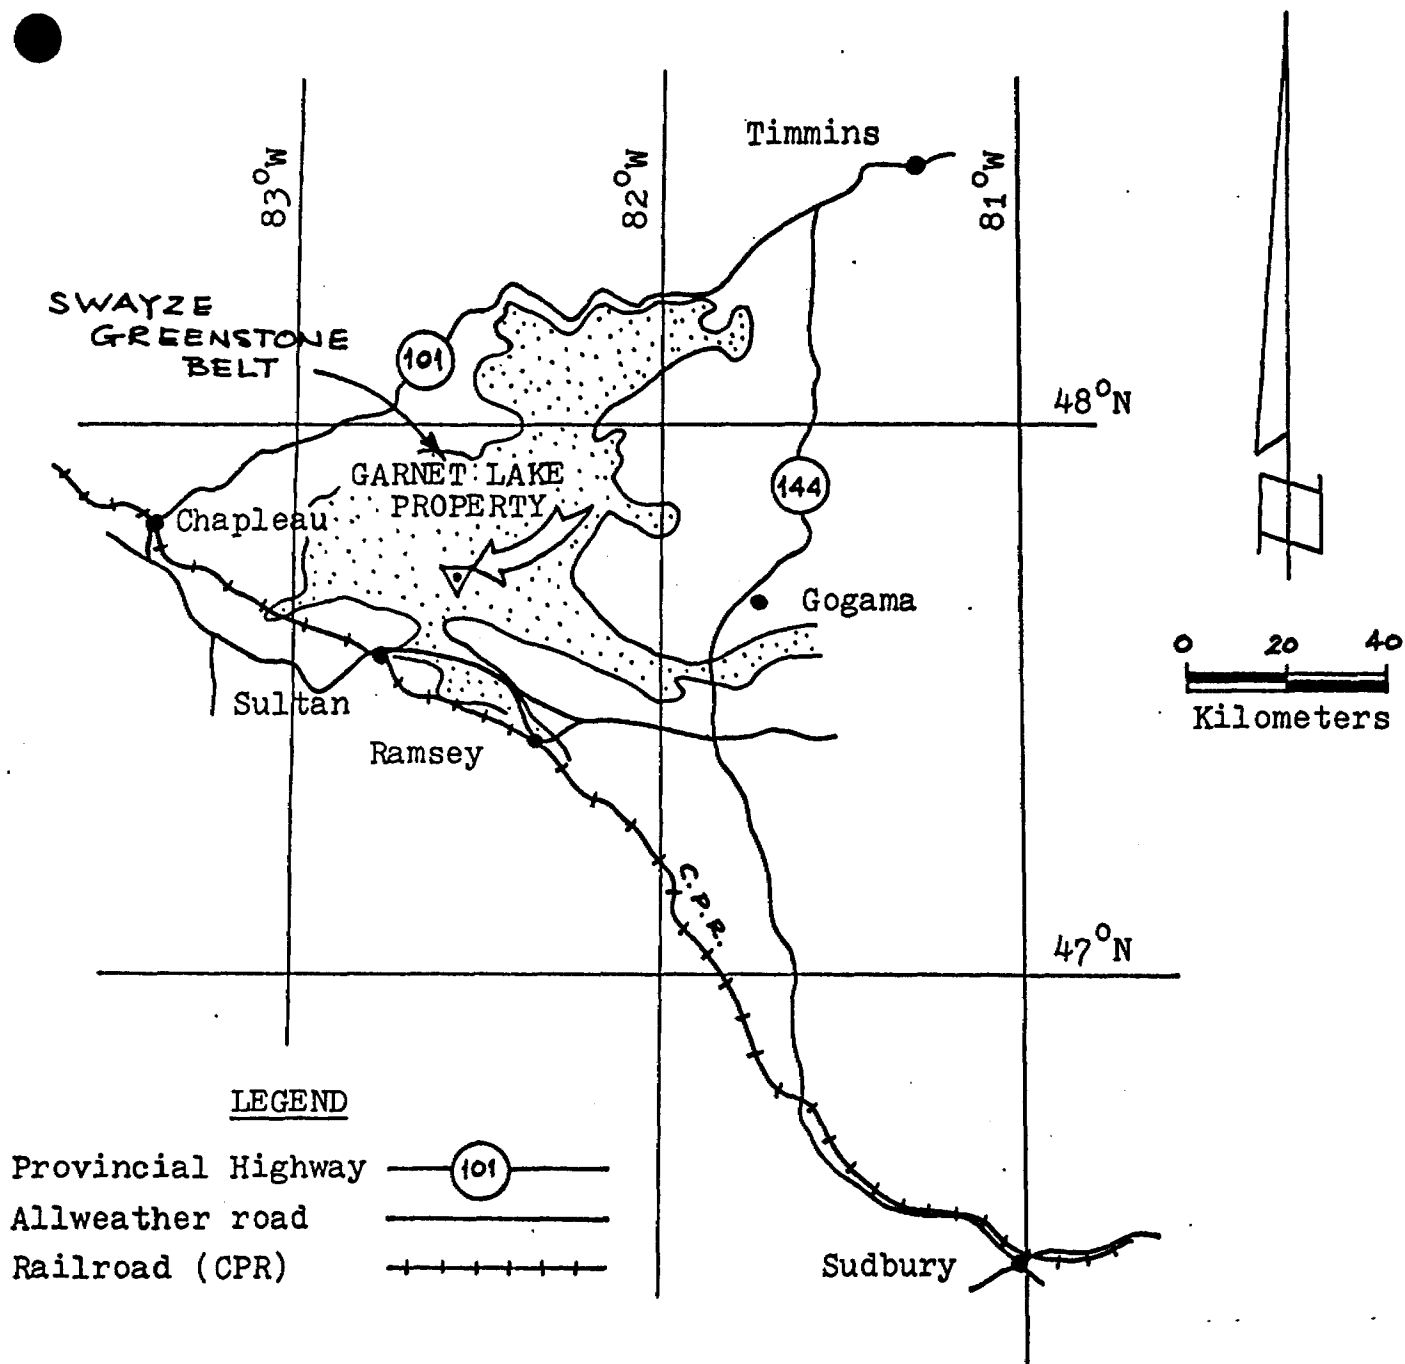 Timmins
83°W
82°W
81°W
SWAYZE
GREENSTONE
BELT
101
48°N
GARNET LAKE
PROPERTY
144
Chapleau
Gogama
0 20 40
Kilometers
Sultan
Ramsey
C.P.R.
47°N
LEGEND
Provincial Highway 101
Allweather road
Railroad (CPR)
Sudbury
N